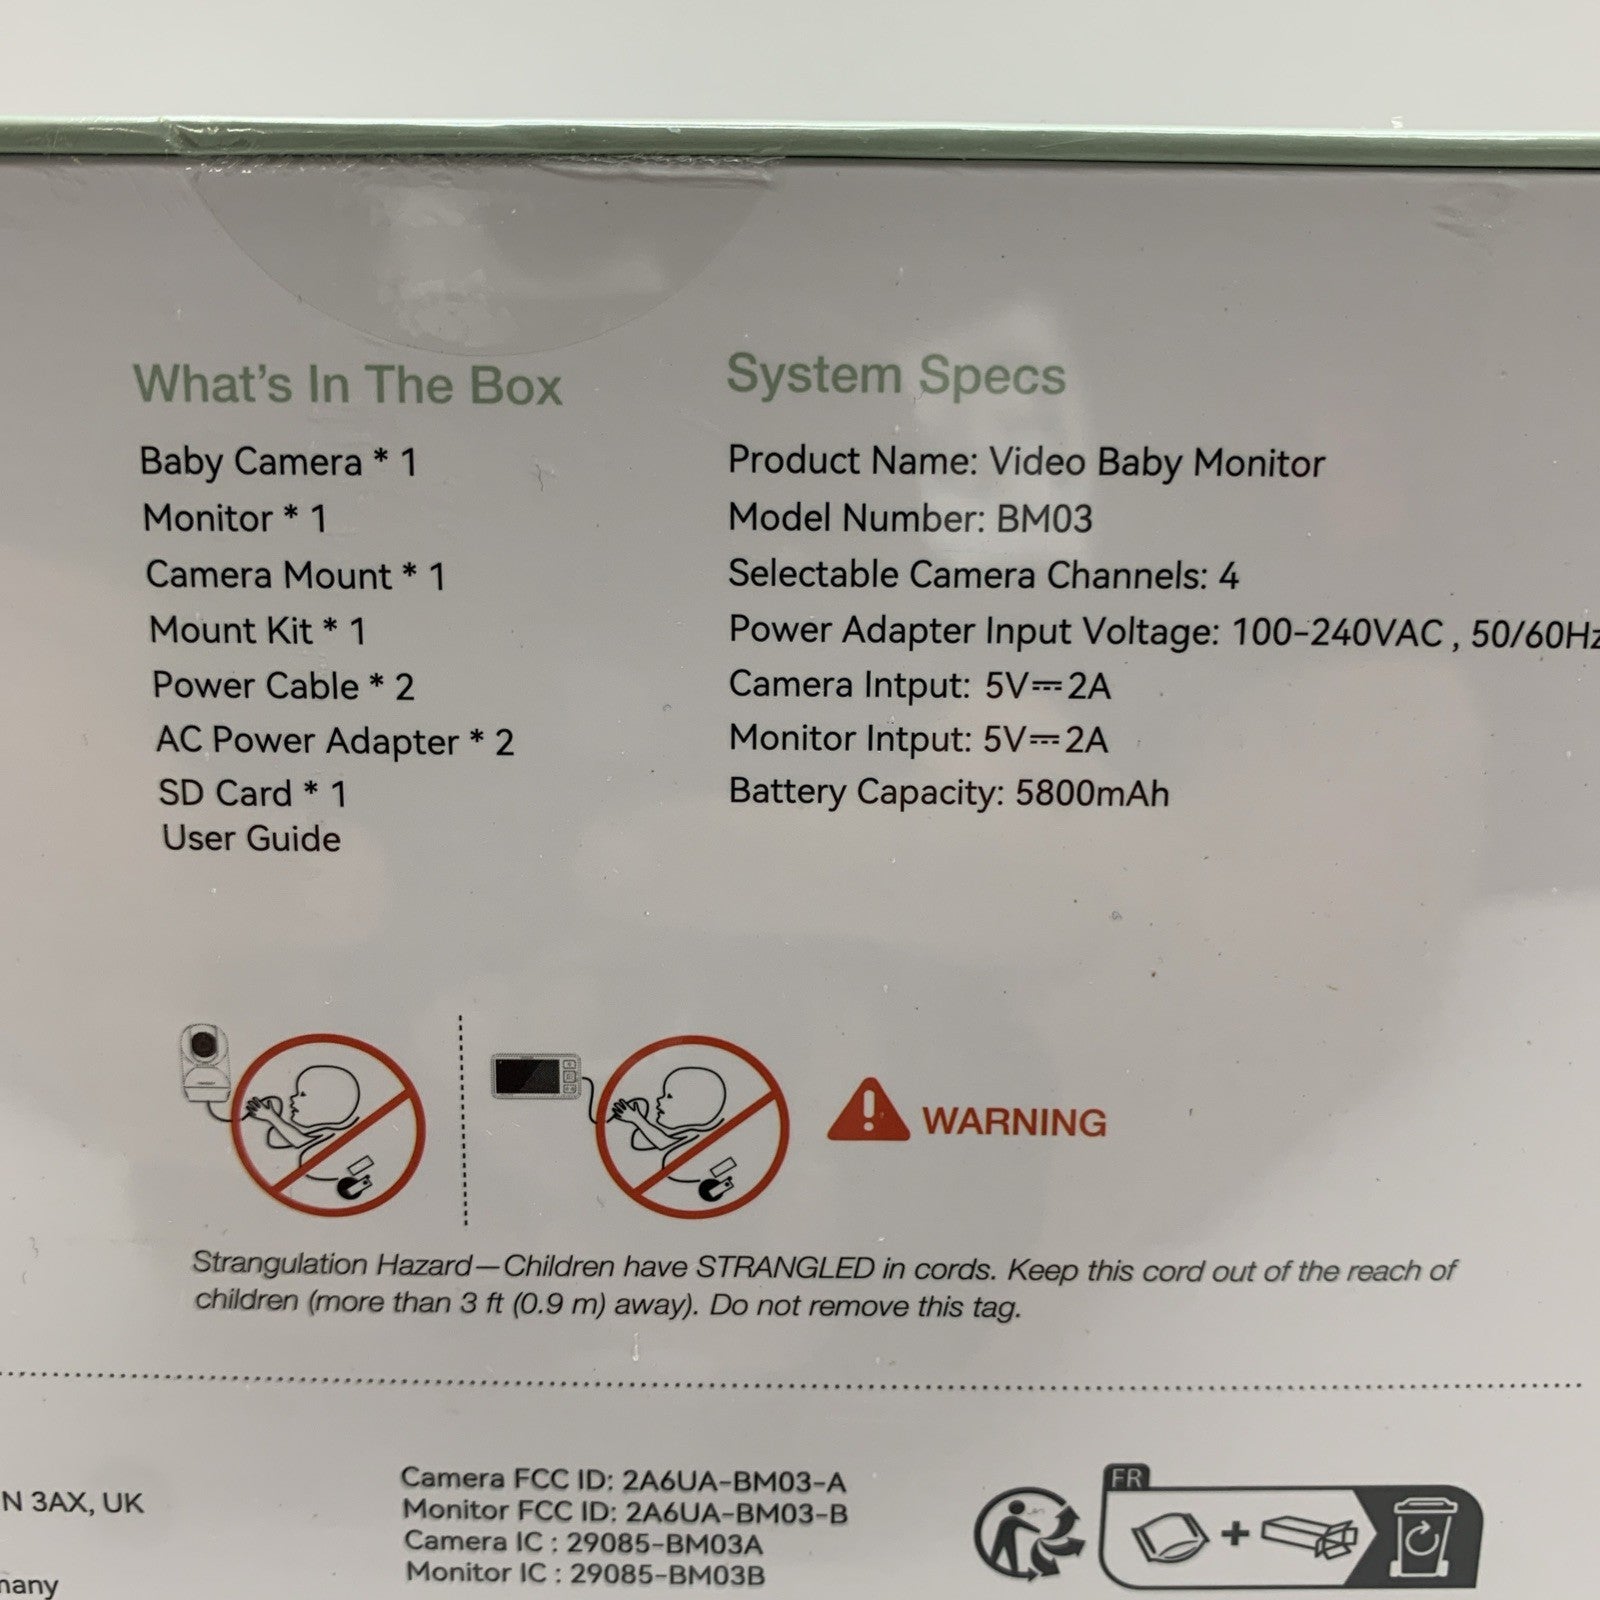 What's In The Box
Baby Camera * 1
Monitor * 1
Camera Mount * 1
Mount Kit * 1
Power Cable * 2
AC Power Adapter * 2
SD Card * 1
User Guide
System Specs
Product Name: Video Baby Monitor
Model Number: BM03
Selectable Camera Channels: 4
Power Adapter Input Voltage: 100-240VAC , 50/60Hz
Camera Intput: 5V⎓2A
Monitor Intput: 5V⎓2A
Battery Capacity: 5800mAh
WARNING
Strangulation Hazard—Children have STRANGLED in cords. Keep this cord out of the reach of
children (more than 3 ft (0.9 m) away). Do not remove this tag.
N 3AX, UK
many
Camera FCC ID: 2A6UA-BM03-A
Monitor FCC ID: 2A6UA-BM03-B
Camera IC : 29085-BM03A
Monitor IC : 29085-BM03B
FR